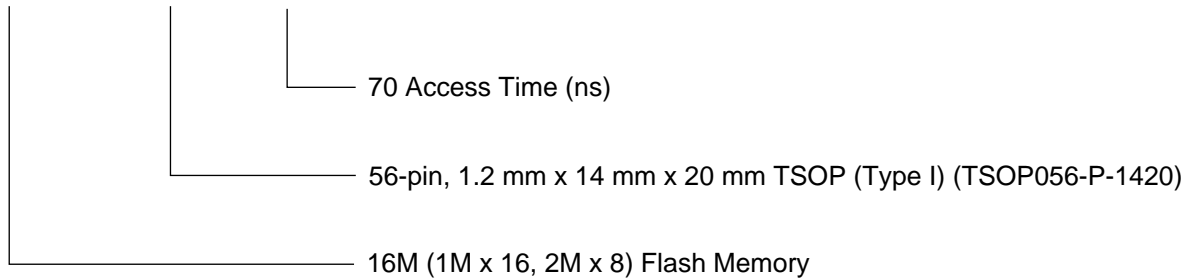 70 Access Time (ns)
56-pin, 1.2 mm x 14 mm x 20 mm TSOP (Type I) (TSOP056-P-1420)
16M (1M x 16, 2M x 8) Flash Memory